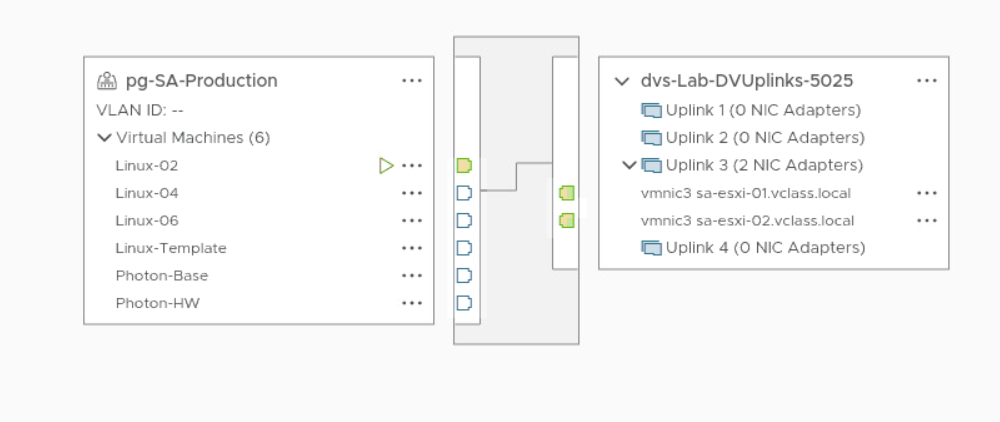 pg-SA-Production ...
VLAN ID: --
Virtual Machines (6)
Linux-02 ...
Linux-04 ...
Linux-06 ...
Linux-Template ...
Photon-Base ...
Photon-HW ...
dvs-Lab-DVUplinks-5025 ...
Uplink 1 (0 NIC Adapters)
Uplink 2 (0 NIC Adapters)
Uplink 3 (2 NIC Adapters)
vmnic3 sa-esxi-01.vclass.local ...
vmnic3 sa-esxi-02.vclass.local ...
Uplink 4 (0 NIC Adapters)